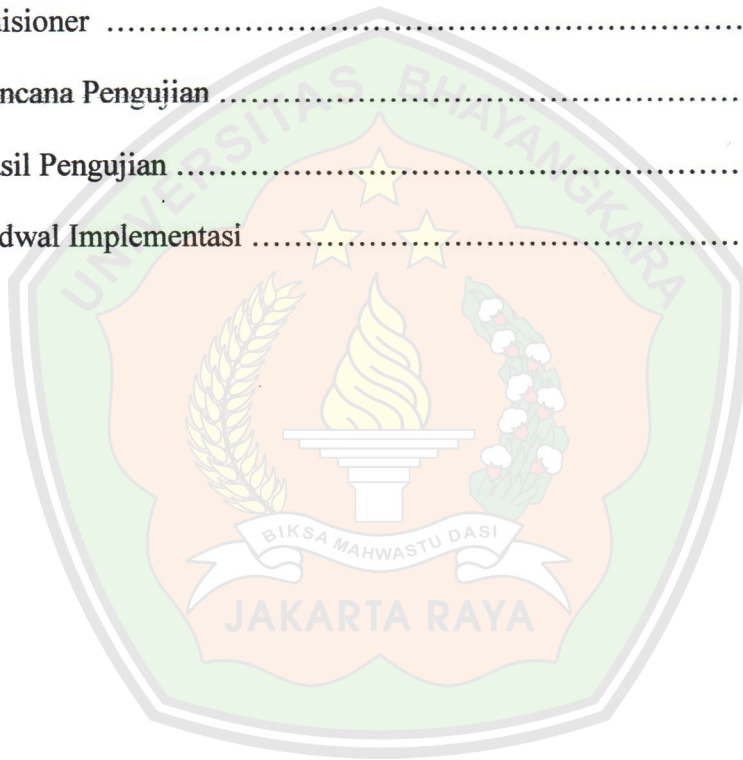 isioner ........................................................................
ncana Pengujian ........................................................
sil Pengujian ..............................................................
dwal Implementasi ....................................................
UNIVERSITAS BHAYANGKARA
BIKSA MAHWASTU DASI
JAKARTA RAYA